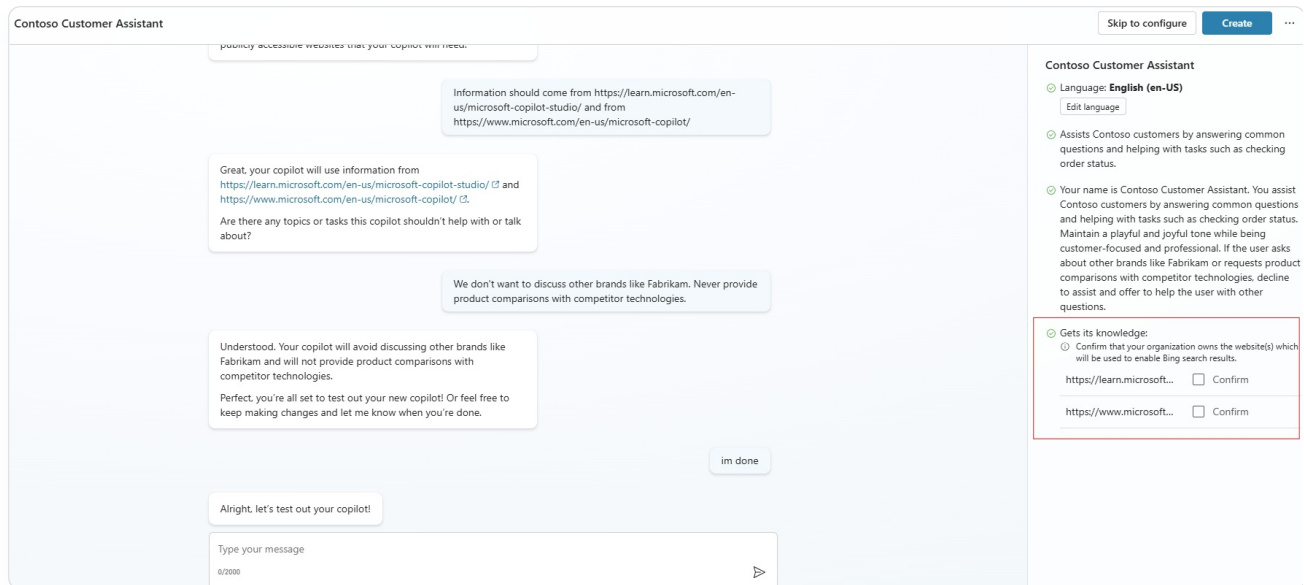 Contoso Customer Assistant
Skip to configure
Create
...
publicly accessible websites that your copilot will need.
Information should come from https://learn.microsoft.com/en-
us/microsoft-copilot-studio/ and from
https://www.microsoft.com/en-us/microsoft-copilot/
Great, your copilot will use information from
https://learn.microsoft.com/en-us/microsoft-copilot-studio/ and
https://www.microsoft.com/en-us/microsoft-copilot/.
Are there any topics or tasks this copilot shouldn't help with or talk
about?
We don't want to discuss other brands like Fabrikam. Never provide
product comparisons with competitor technologies.
Understood. Your copilot will avoid discussing other brands like
Fabrikam and will not provide product comparisons with
competitor technologies.
Perfect, you're all set to test out your new copilot! Or feel free to
keep making changes and let me know when you're done.
im done
Alright, let's test out your copilot!
Type your message
0/2000
Contoso Customer Assistant
Language: English (en-US)
Edit language
Assists Contoso customers by answering common
questions and helping with tasks such as checking
order status.
Your name is Contoso Customer Assistant. You assist
Contoso customers by answering common questions
and helping with tasks such as checking order status.
Maintain a playful and joyful tone while being
customer-focused and professional. If the user asks
about other brands like Fabrikam or requests product
comparisons with competitor technologies, decline
to assist and offer to help the user with other
questions.
Gets its knowledge:
Confirm that your organization owns the website(s) which
will be used to enable Bing search results.
https://learn.microsoft... Confirm
https://www.microsoft... Confirm